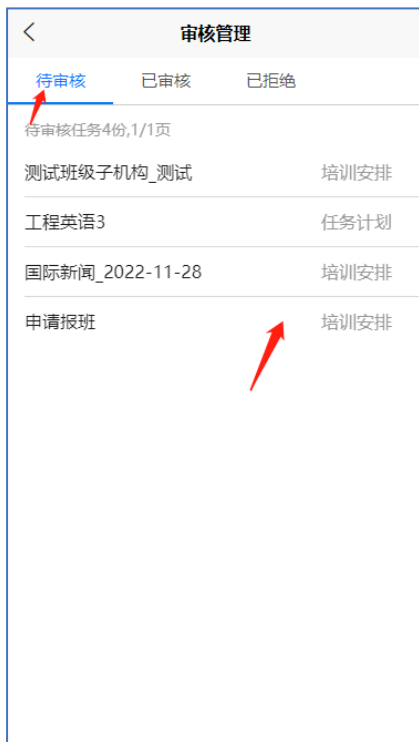 审核管理
待审核 已审核 已拒绝
待审核任务4份,1/1页
测试班级子机构_测试 培训安排
工程英语3 任务计划
国际新闻_2022-11-28 培训安排
申请报班 培训安排